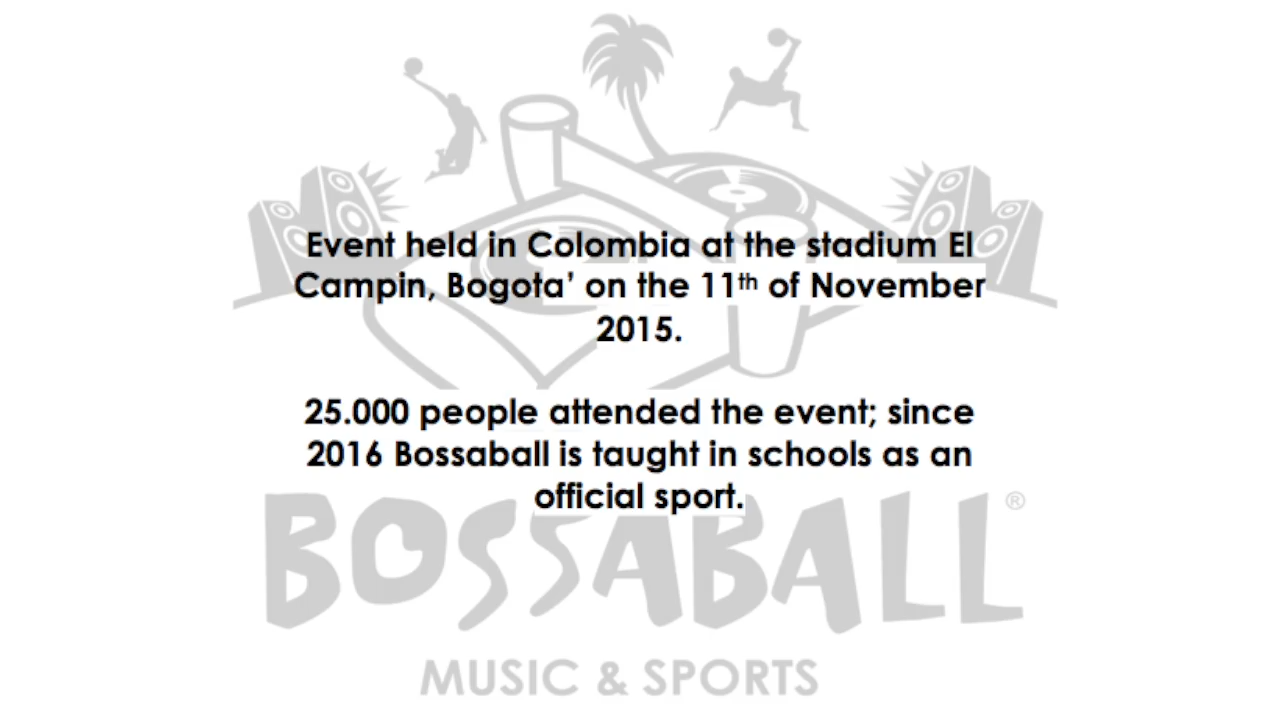 Event held in Colombia at the stadium El
Campin, Bogota’ on the 11th of November
2015.
25.000 people attended the event; since
2016 Bossaball is taught in schools as an
official sport.
BOSSABALL®
MUSIC & SPORTS